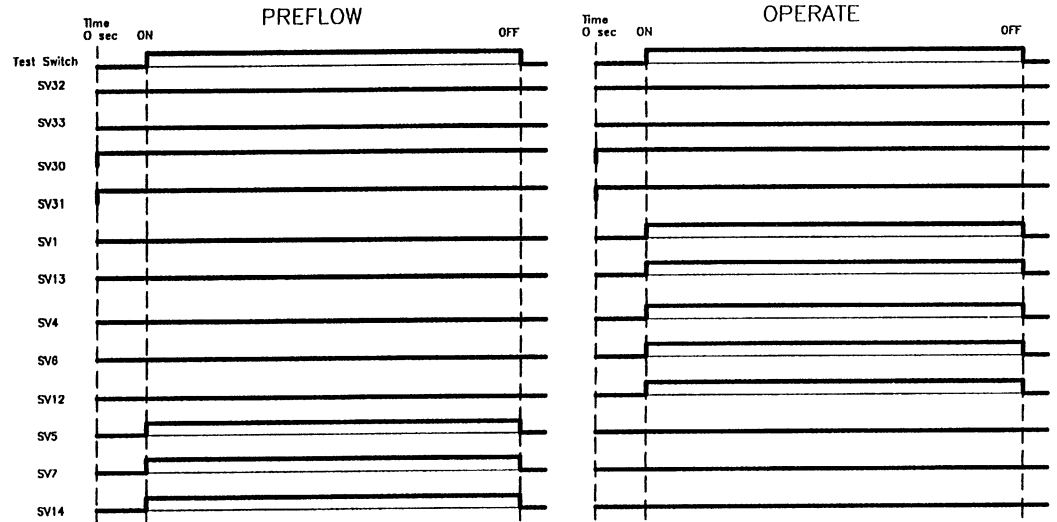 PREFLOW
OPERATE
Time
0 sec ON OFF
Time
0 sec ON OFF
Test Switch
SV32
SV33
SV30
SV31
SV1
SV13
SV4
SV6
SV12
SV5
SV7
SV14